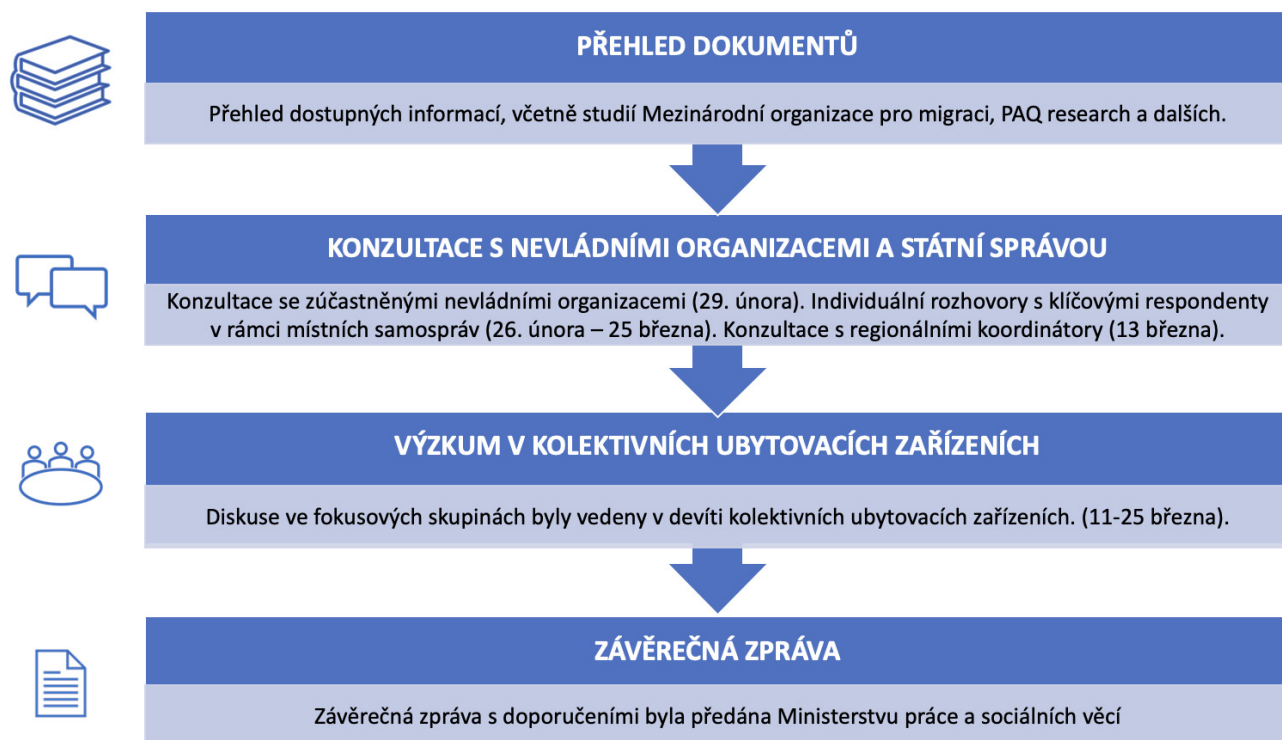 PŘEHLED DOKUMENTŮ
Přehled dostupných informací, včetně studií Mezinárodní organizace pro migraci, PAQ research a dalších.
KONZULTACE S NEVLÁDNÍMI ORGANIZACEMI A STÁTNÍ SPRÁVOU
Konzultace se zúčastněnými nevládními organizacemi (29. února). Individuální rozhovory s klíčovými respondenty
v rámci místních samospráv (26. února – 25 března). Konzultace s regionálními koordinátory (13 března).
VÝZKUM V KOLEKTIVNÍCH UBYTOVACÍCH ZAŘÍZENÍCH
Diskuse ve fokusových skupinách byly vedeny v devíti kolektivních ubytovacích zařízeních. (11-25 března).
ZÁVĚREČNÁ ZPRÁVA
Závěrečná zpráva s doporučeními byla předána Ministerstvu práce a sociálních věcí